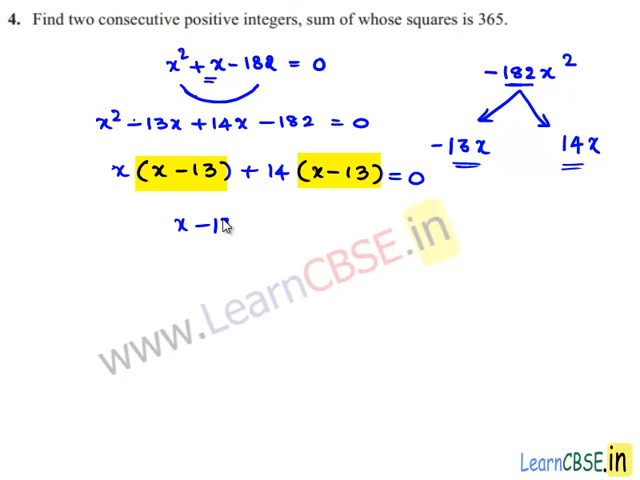 4. Find two consecutive positive integers, sum of whose squares is 365.
x² + x - 182 = 0
-182x²
x² - 13x + 14x - 182 = 0
-13x 14x
x (x - 13) + 14 (x - 13) = 0
x - 13
www.LearnCBSE.in
LearnCBSE.in